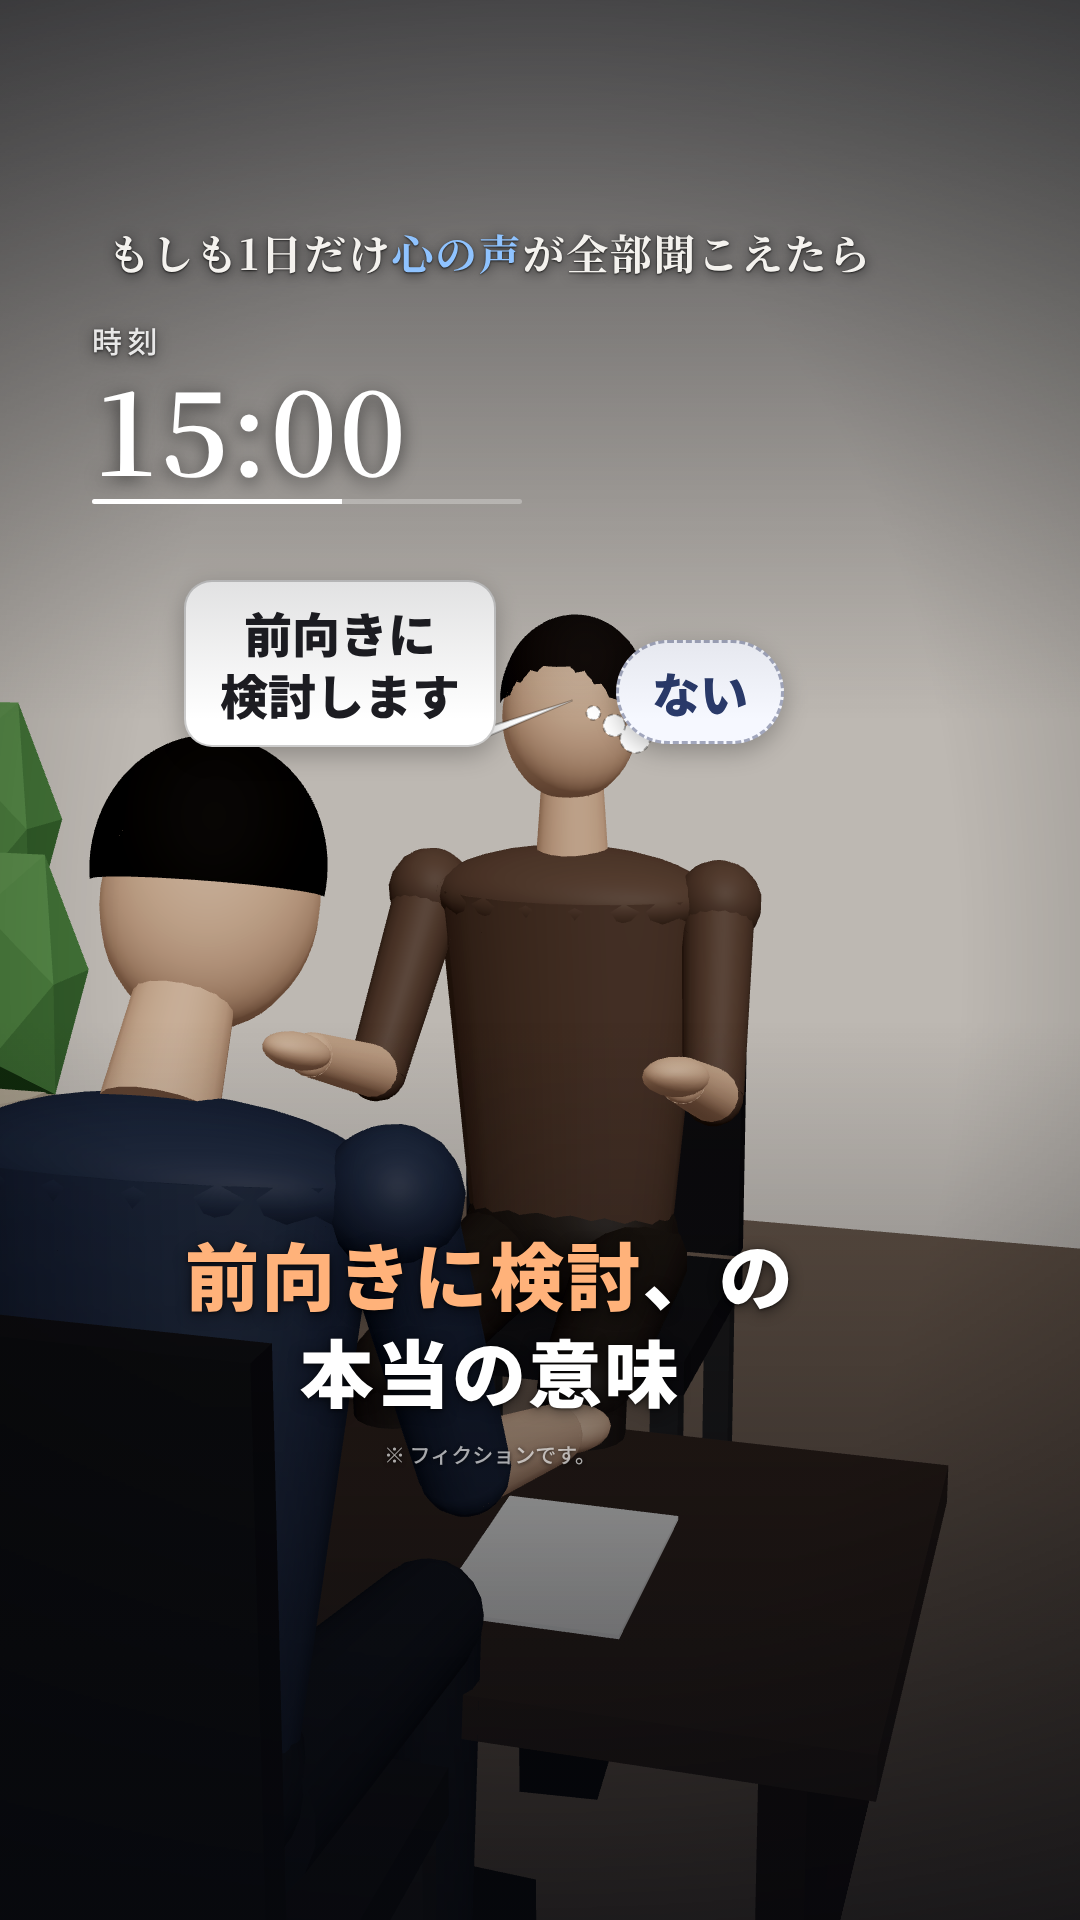 もしも1日だけ心の声が全部聞こえたら
時刻
15:00
前向きに
検討します
ない
前向きに検討、の
本当の意味
※ フィクションです。